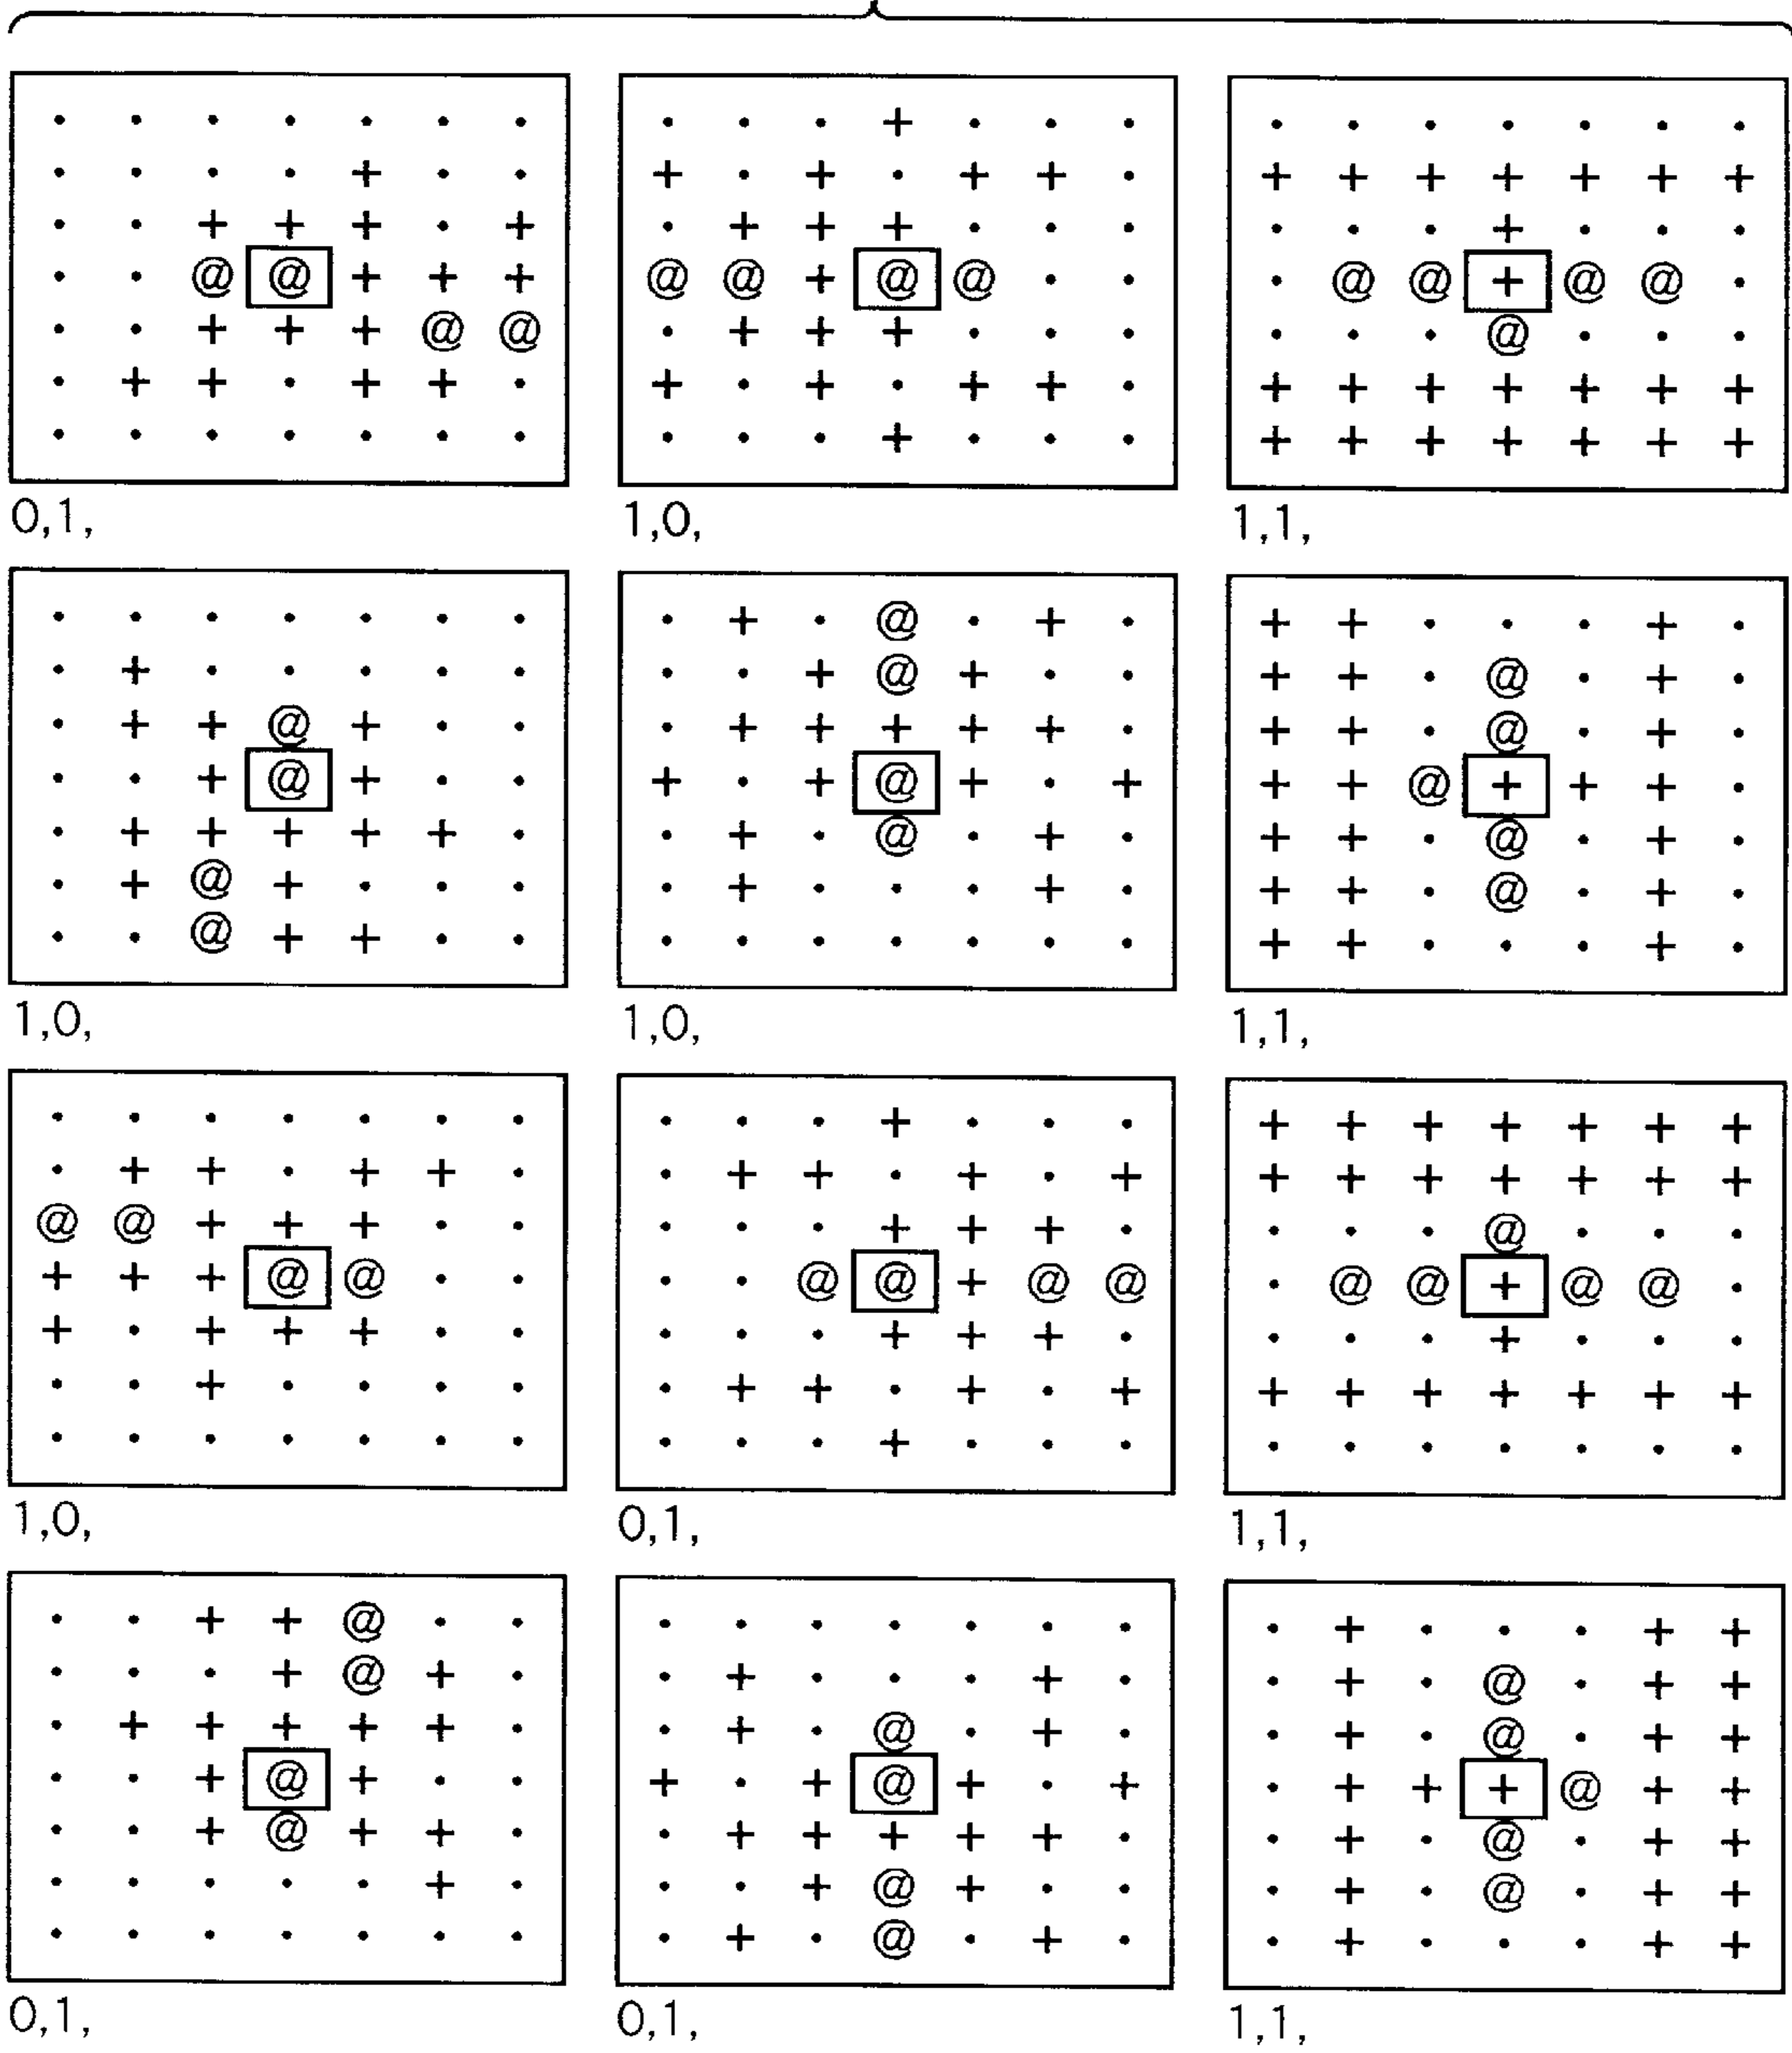 . . . . . . . . . . + . . . . . . . . . .
. . . . + . . + . + . + + . + + + + + + +
. . + + + . + . + + + . . . . . . + . . .
. . @ @ + + + @ @ + @ @ . . . @ @ + @ @ .
. . + + + @ @ . + + + . . . . . . @ . . .
. + + . + + . + . + . + + . + + + + + + +
. . . . . . . . . . + . . . + + + + + + +
0,1, 1,0, 1,1,
. . . . . . . . + . @ . + . + + . . . + .
. + . . . . . . . + @ + . . + + . @ . + .
. + + @ + . . . + + + + + . + + . @ . + .
. . + @ + . . + . + @ + . + + + @ + + + .
. + + + + + . . + . @ . + . + + . @ . + .
. + @ + . . . . + . . . + . + + . @ . + .
. . @ + + . . . . . . . . . + + . . . + .
1,0, 1,0, 1,1,
. . . . . . . . . . + . . . + + + + + + +
. + + . + + . . + + . + . + + + + + + + +
@ @ + + + . . . . . + + + . . . . @ . . .
+ + + @ @ . . . . @ @ + @ @ . @ @ + @ @ .
+ . + + + . . . . . + + + . . . . + . . .
. . + . . . . . + + . + . + + + + + + + +
. . . . . . . . . . + . . . . . . . . . .
1,0, 0,1, 1,1,
. . + + @ . . . . . . . . . . + . . . + +
. . . + @ + . . + . . . + . . + . @ . + +
. + + + + + . . + . @ . + . . + . @ . + +
. . + @ + . . + . + @ + . + . + + + @ + +
. . + @ + + . . + + + + + . . + . @ . + +
. . . . . + . . . + @ + . . . + . @ . + +
. . . . . . . . + . @ . + . . + . . . + +
0,1, 0,1, 1,1,